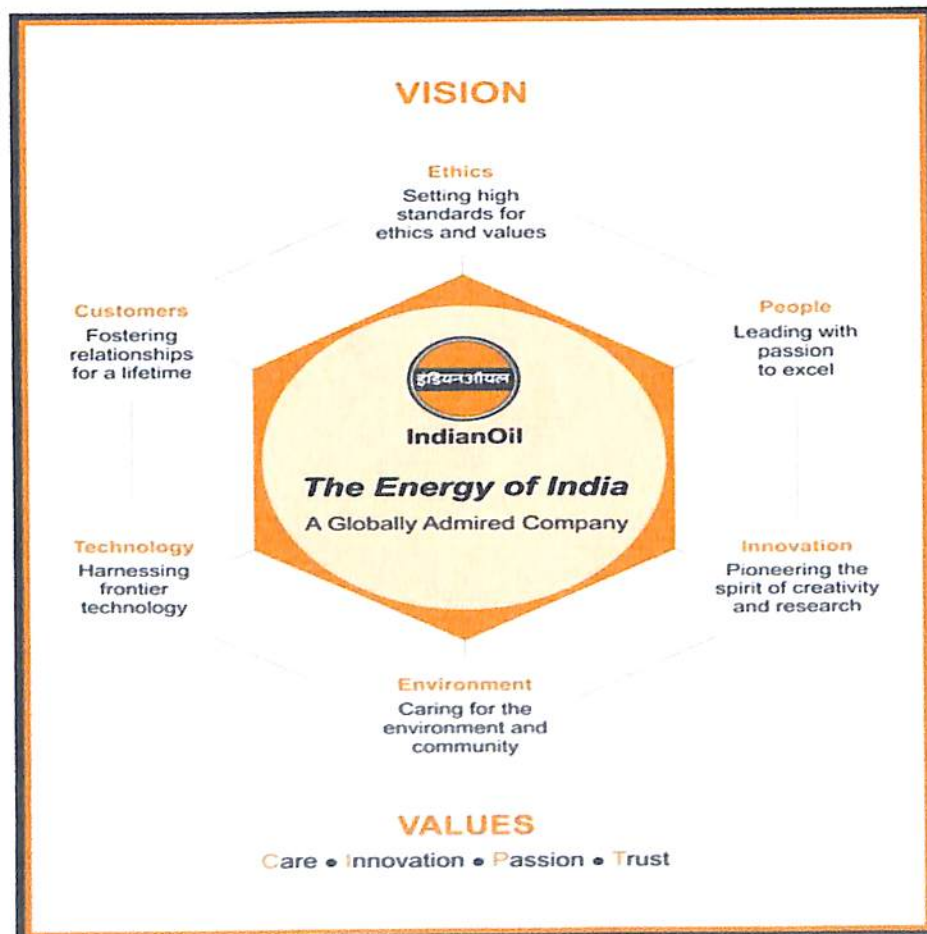 VISION
Ethics
Setting high
standards for
ethics and values
Customers
Fostering
relationships
for a lifetime
People
Leading with
passion
to excel
इंडियनऑयल
IndianOil
The Energy of India
A Globally Admired Company
Technology
Harnessing
frontier
technology
Innovation
Pioneering the
spirit of creativity
and research
Environment
Caring for the
environment and
community
VALUES
Care • Innovation • Passion • Trust